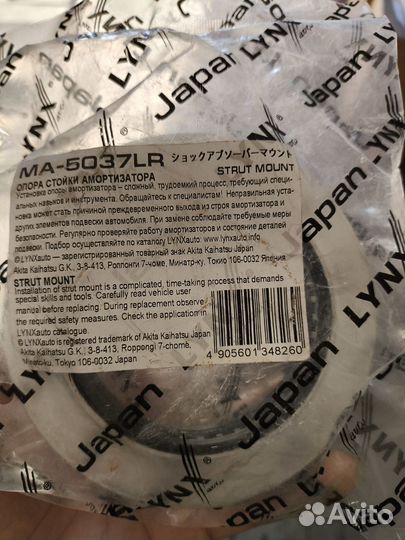 MA-5037LR ショックアブソーバーマウント
STRUT MOUNT
ОПОРА СТОЙКИ АМОРТИЗАТОРА
Установка опоры амортизатора – сложный, трудоемкий процесс, требующий специ-
альных навыков и инструмента. Обращайтесь к специалистам! Неправильная уста-
новка может стать причиной преждевременного выхода из строя амортизатора и
других элементов подвески автомобиля. При замене соблюдайте требуемые меры
безопасности. Регулярно проверяйте работу амортизаторов и состояние деталей
подвески. Подбор осуществляйте по каталогу LYNXauto www.lynxauto.info
© LYNXauto — зарегистрированный товарный знак Akita Kaihatsu
Akita Kaihatsu G.K., 3-8-413, Роппонги 7-чоме, Минатр-ку, Токио 106-0032 Япония
STRUT MOUNT
Installation of strut mount is a complicated, time-taking process that demands
special skills and tools. Carefully read vehicle user
manual before replacing. During replacement observe
the required safety measures. Check the application in
LYNXauto catalogue.
© LYNXauto is registered trademark of Akita Kaihatsu Japan
Akita Kaihatsu G.K., 3-8-413, Roppongi 7-chome,
Minato-ku, Tokyo 106-0032 Japan
4 905601 348260
Japan
LYNX
auto
Japan
LYNX
Japan
LYNX
auto
Japan
LYNX
Japan
Avito